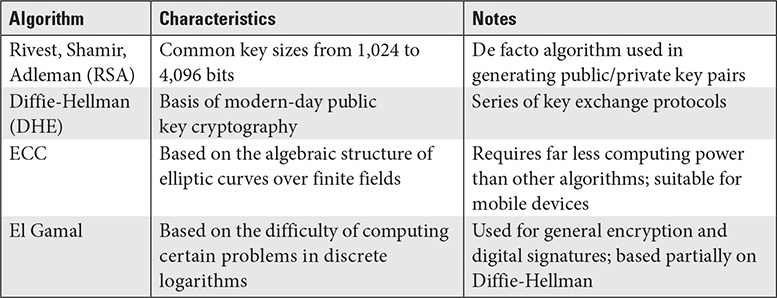 Algorithm Characteristics Notes
Rivest, Shamir, Common key sizes from 1,024 to De facto algorithm used in
Adleman (RSA) 4,096 bits generating public/private key pairs
Diffie-Hellman Basis of modern-day public Series of key exchange protocols
(DHE) key cryptography
ECC Based on the algebraic structure of Requires far less computing power
elliptic curves over finite fields than other algorithms; suitable for
mobile devices
El Gamal Based on the difficulty of computing Used for general encryption and
certain problems in discrete digital signatures; based partially on
logarithms Diffie-Hellman